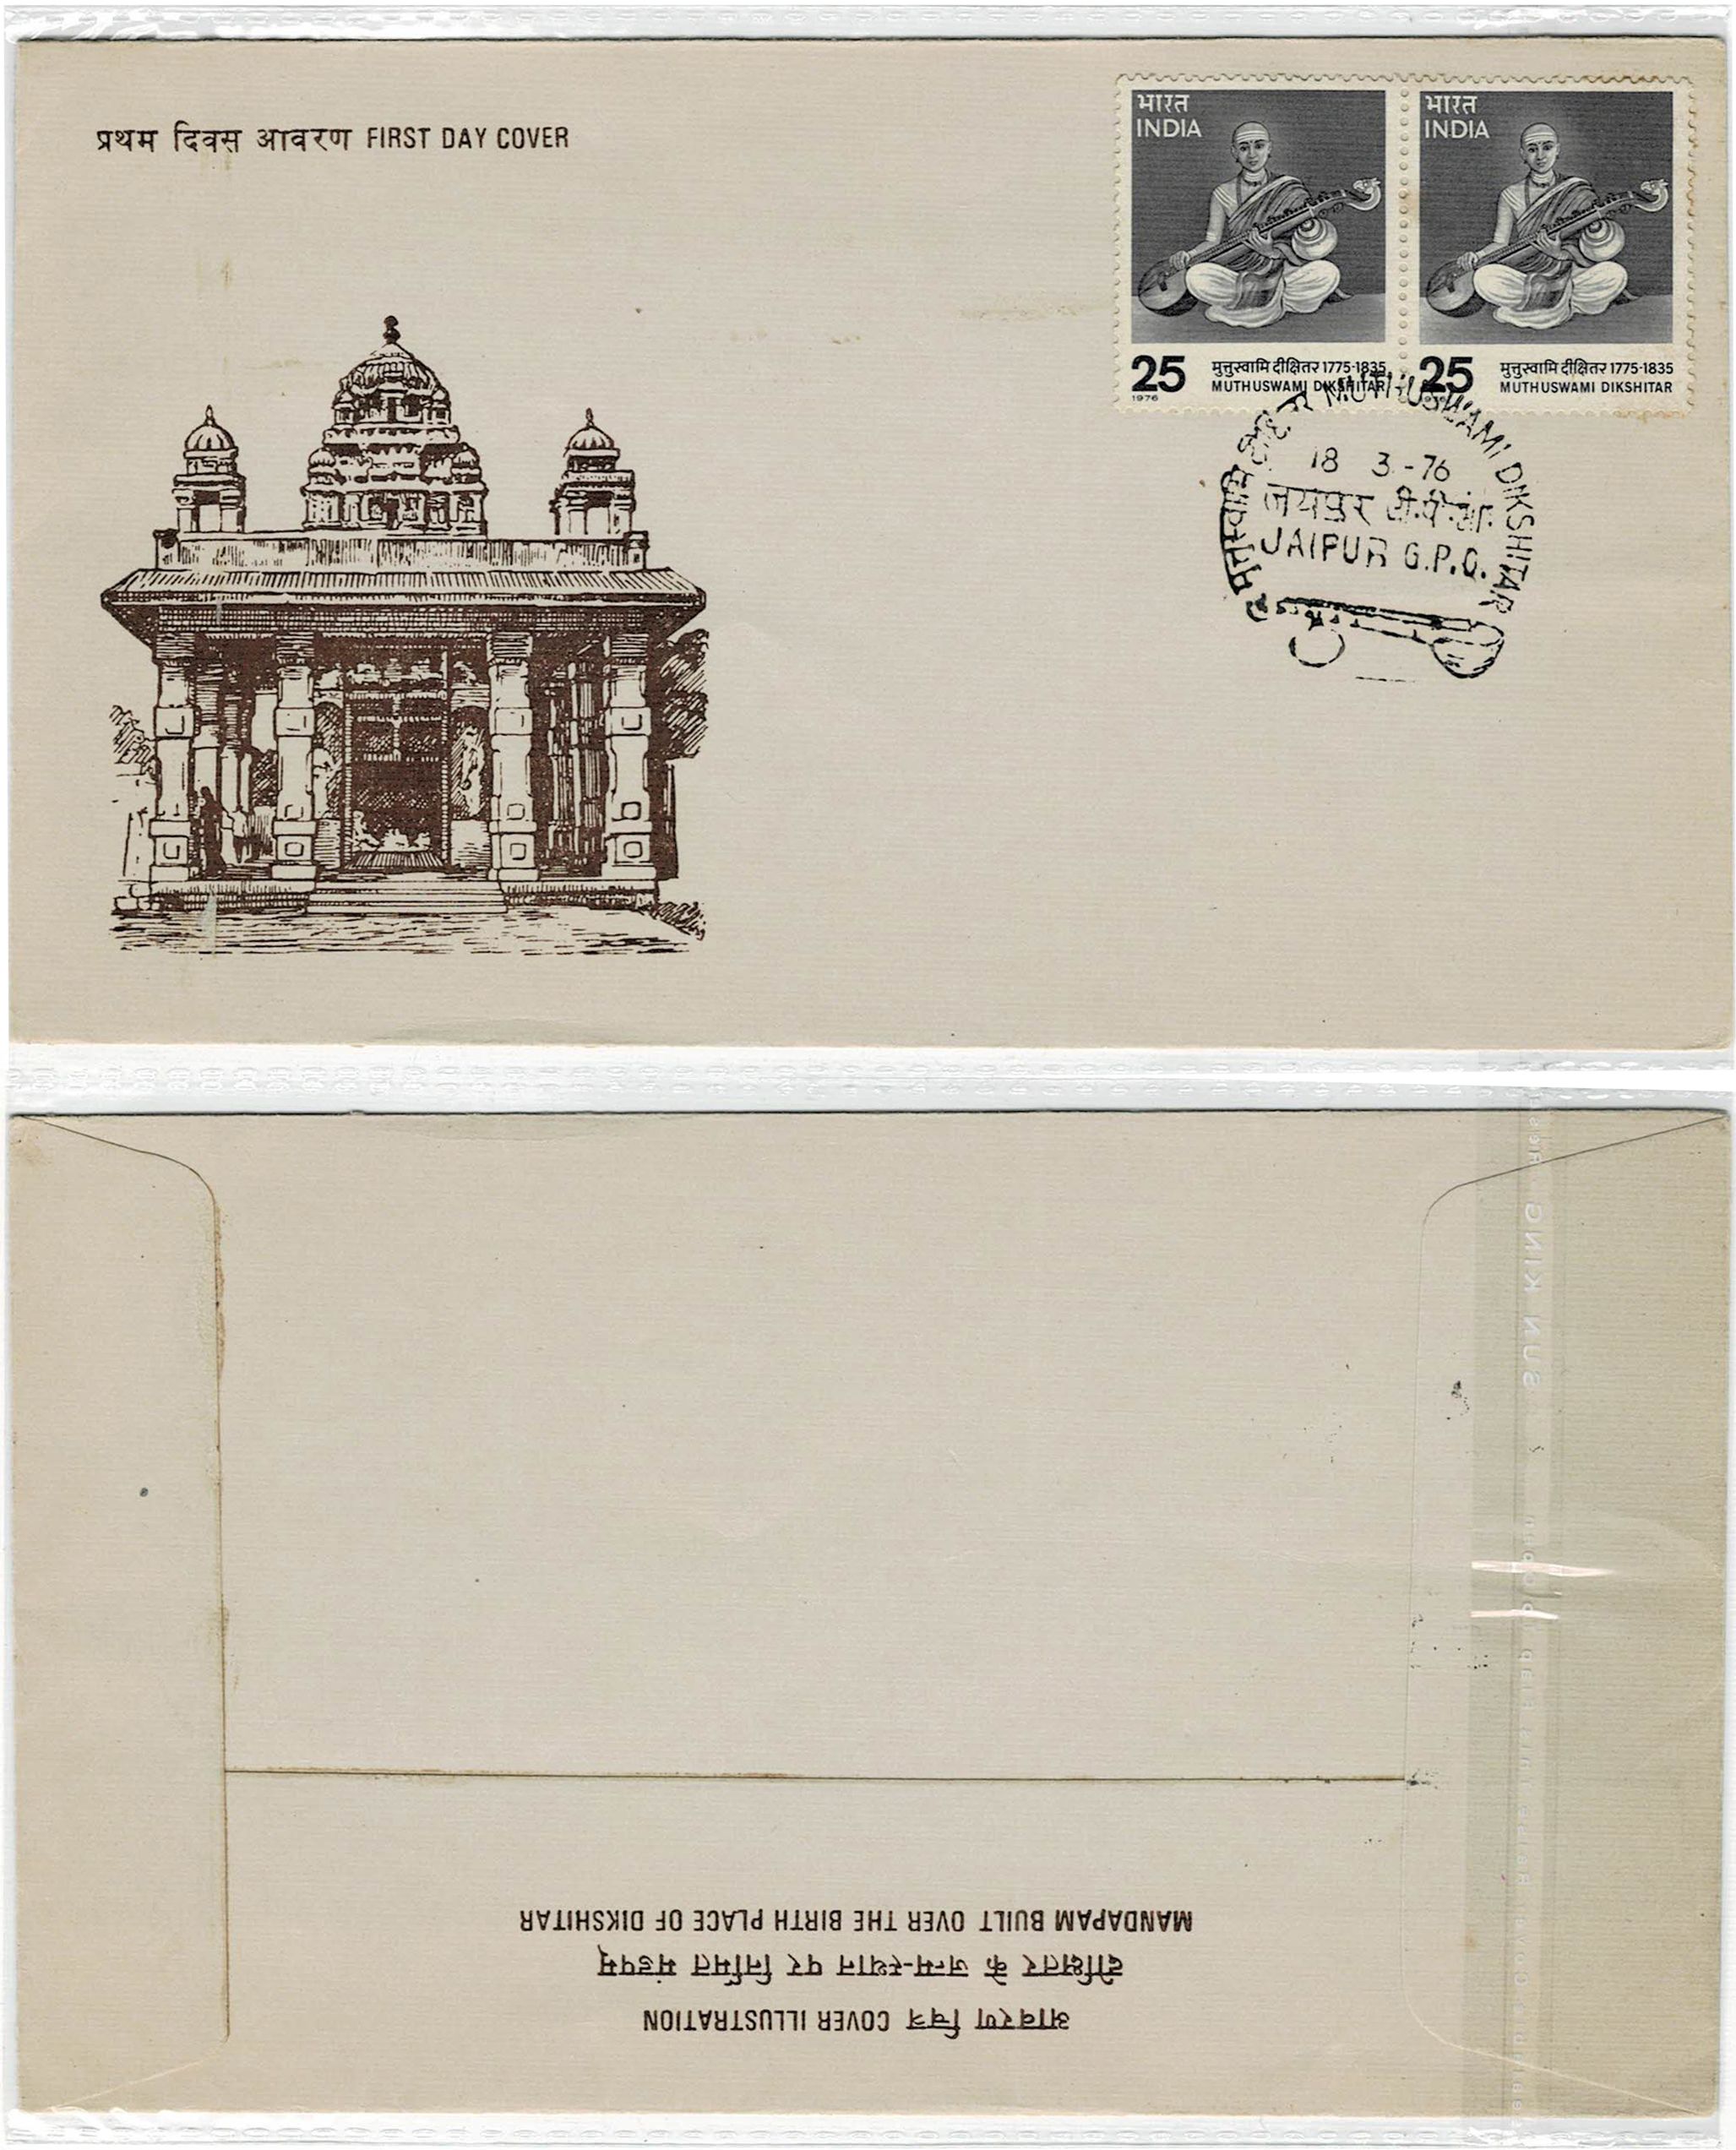 प्रथम दिवस आवरण FIRST DAY COVER
भारत
INDIA
25
1976
मुत्तुस्वामि दीक्षितर 1775-1835
MUTHUSWAMI DIKSHITAR
भारत
INDIA
25
मुत्तुस्वामि दीक्षितर 1775-1835
MUTHUSWAMI DIKSHITAR
MUTHUSWAMI DIKSHITAR
18 3-76
जयपुर जी.पी.ओ.
JAIPUR G.P.O.
आवरण चित्र COVER ILLUSTRATION
दीक्षितर के जन्म-स्थान पर निर्मित मंडपम्
MANDAPAM BUILT OVER THE BIRTH PLACE OF DIKSHITAR
SUN KING